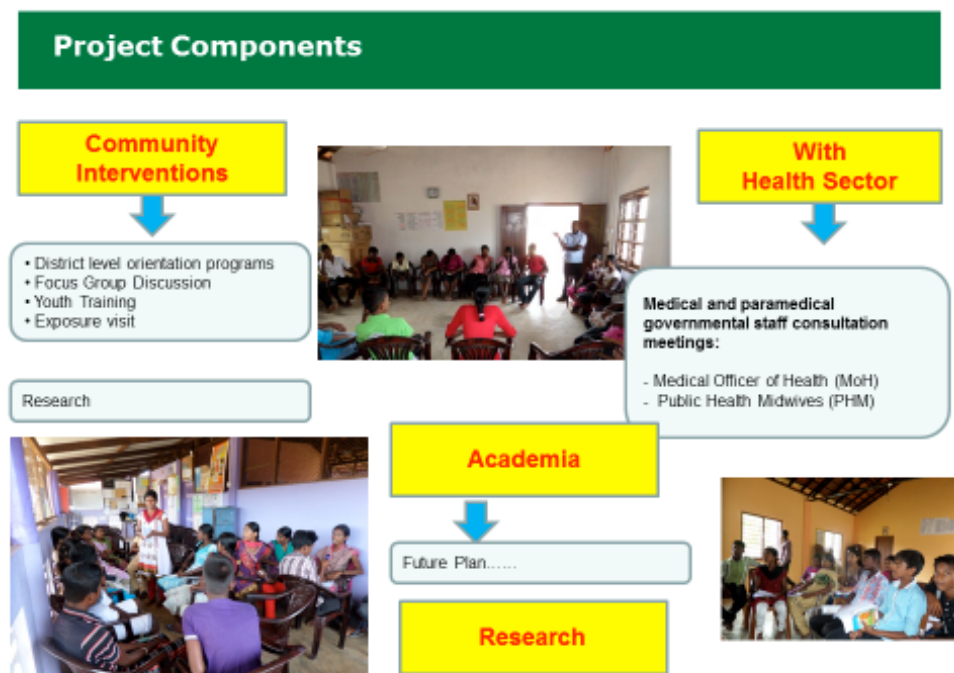 Project Components
Community
Interventions
• District level orientation programs
• Focus Group Discussion
• Youth Training
• Exposure visit
Research
With
Health Sector
Medical and paramedical
governmental staff consultation
meetings:
- Medical Officer of Health (MoH)
- Public Health Midwives (PHM)
Academia
Future Plan......
Research